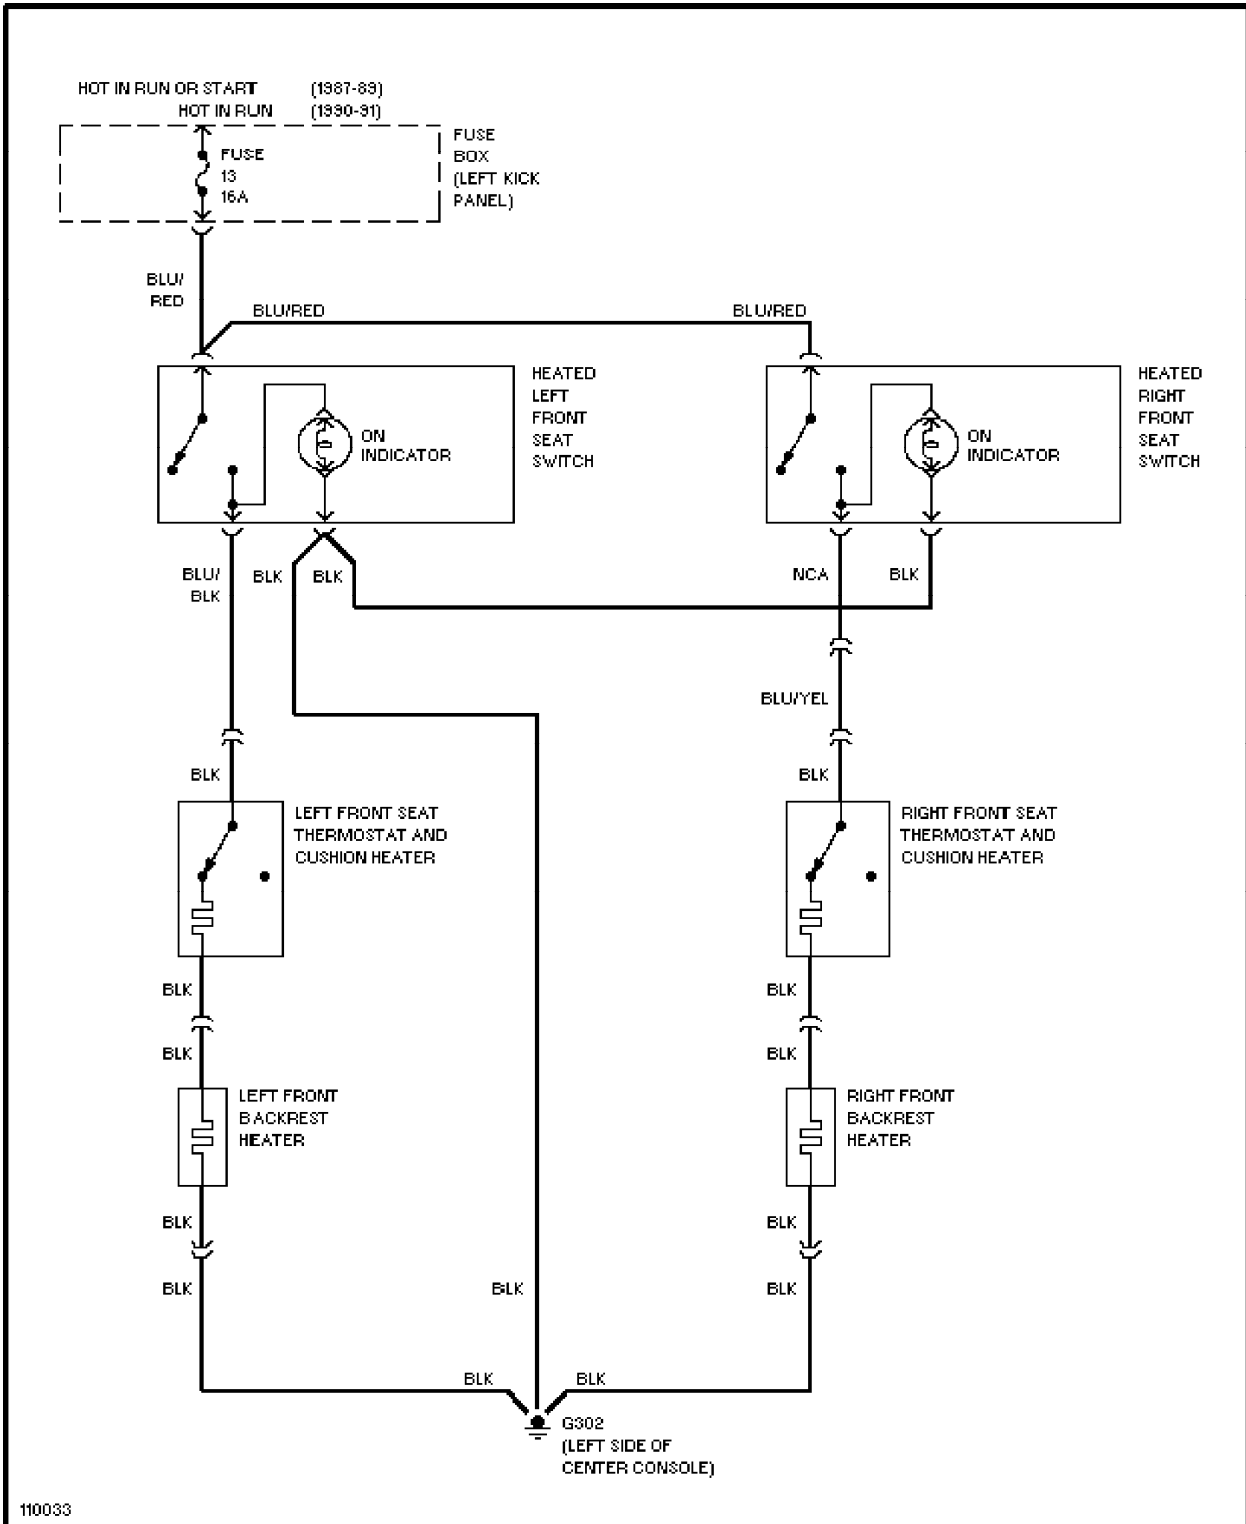 HOT IN RUN OR START (1987-89)
HOT IN RUN (1990-91)
FUSE
13
16A
FUSE
BOX
(LEFT KICK
PANEL)
BLU/
RED
BLU/RED
BLU/RED
HEATED
LEFT
FRONT
SEAT
SWITCH
ON
INDICATOR
HEATED
RIGHT
FRONT
SEAT
SWITCH
ON
INDICATOR
BLU/
BLK
BLK
BLK
NCA
BLK
BLU/YEL
BLK
BLK
LEFT FRONT SEAT
THERMOSTAT AND
CUSHION HEATER
RIGHT FRONT SEAT
THERMOSTAT AND
CUSHION HEATER
BLK
BLK
BLK
BLK
LEFT FRONT
BACKREST
HEATER
RIGHT FRONT
BACKREST
HEATER
BLK
BLK
BLK
BLK
BLK
BLK
BLK
G302
(LEFT SIDE OF
CENTER CONSOLE)
110033